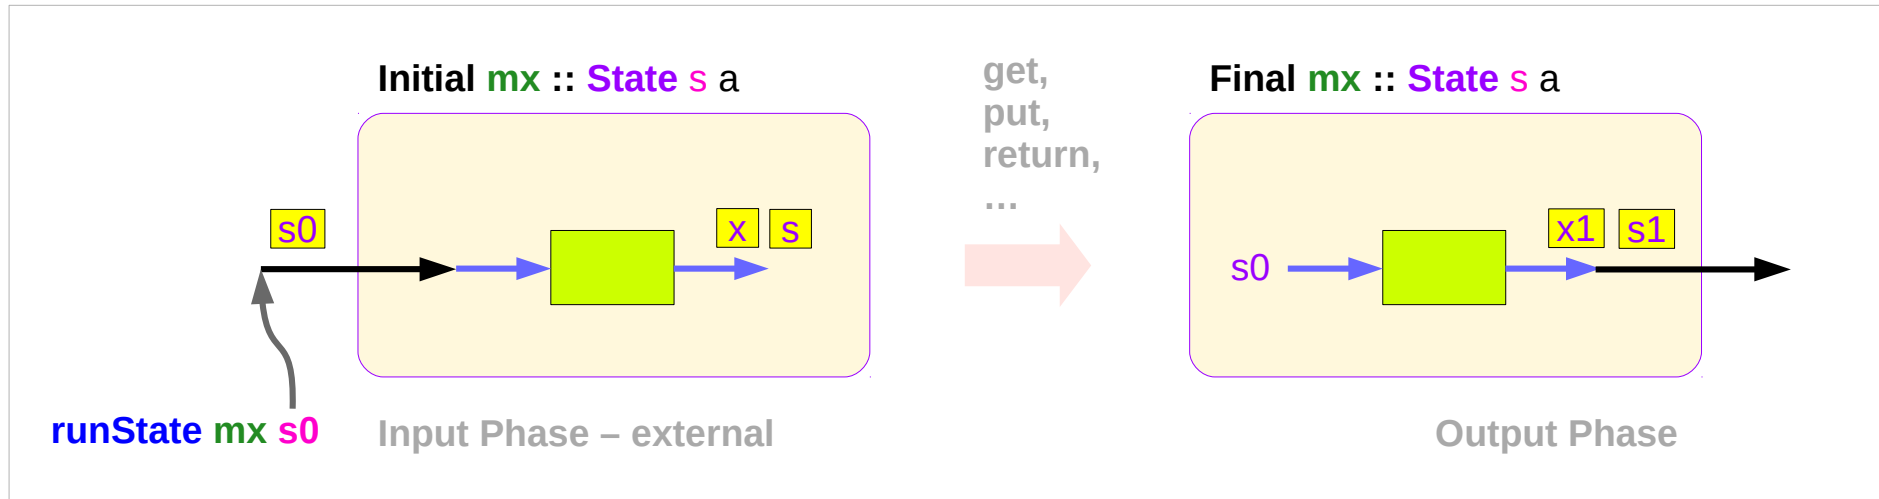 Initial mx :: State s a
get,
put,
return,
...
Final mx :: State s a
s0
x s
s0
x1 s1
runState mx s0
Input Phase – external
Output Phase